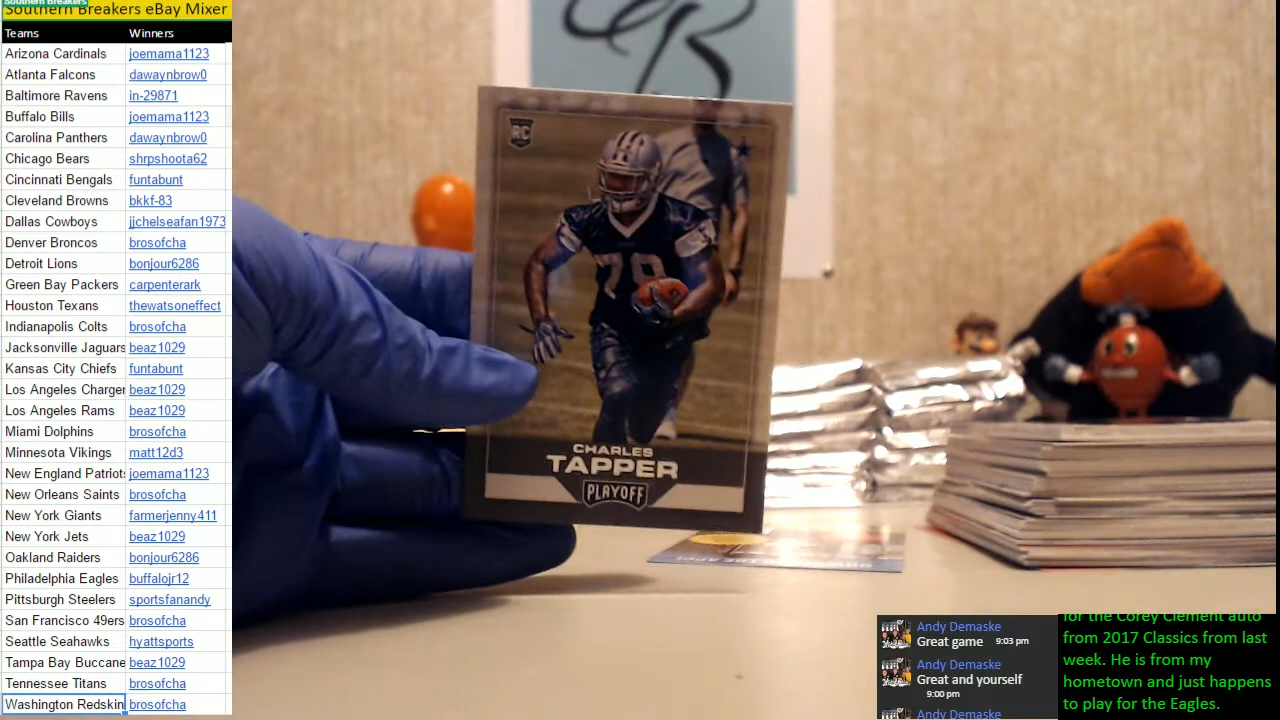 Southern Breakers
Southern Breakers eBay Mixer
Teams Winners
Arizona Cardinals joemama1123
Atlanta Falcons dawaynbrow0
Baltimore Ravens in-29871
Buffalo Bills joemama1123
Carolina Panthers dawaynbrow0
Chicago Bears shrpshoota62
Cincinnati Bengals funtabunt
Cleveland Browns bkkf-83
Dallas Cowboys jjchelseafan1973
Denver Broncos brosofcha
Detroit Lions bonjour6286
Green Bay Packers carpenterark
Houston Texans thewatsoneffect
Indianapolis Colts brosofcha
Jacksonville Jaguars beaz1029
Kansas City Chiefs funtabunt
Los Angeles Charger beaz1029
Los Angeles Rams beaz1029
Miami Dolphins brosofcha
Minnesota Vikings matt12d3
New England Patriots joemama1123
New Orleans Saints brosofcha
New York Giants farmerjenny411
New York Jets beaz1029
Oakland Raiders bonjour6286
Philadelphia Eagles buffalojr12
Pittsburgh Steelers sportsfanandy
San Francisco 49ers brosofcha
Seattle Seahawks hyattsports
Tampa Bay Buccane beaz1029
Tennessee Titans brosofcha
Washington Redskin brosofcha
RC
CHARLES
TAPPER
PLAYOFF
Andy Demaske
Great game 9:03 pm
Andy Demaske
Great and yourself
9:00 pm
Andy Demaske
for the Corey Clement auto
from 2017 Classics from last
week. He is from my
hometown and just happens
to play for the Eagles.